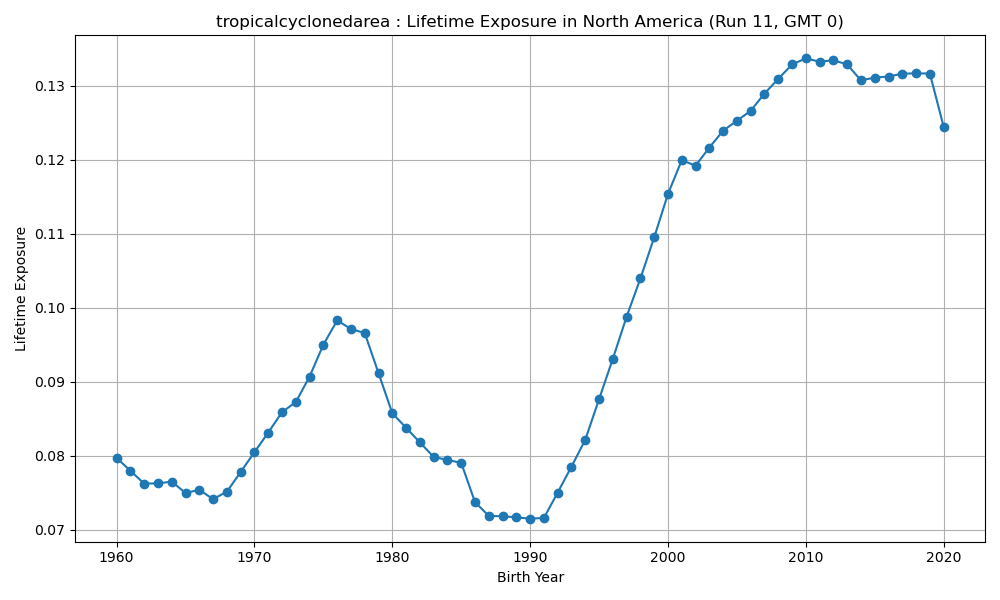 tropicalcyclonedarea : Lifetime Exposure in North America (Run 11, GMT 0)
Lifetime Exposure
0.13
0.12
0.11
0.10
0.09
0.08
0.07
1960 1970 1980 1990 2000 2010 2020
Birth Year